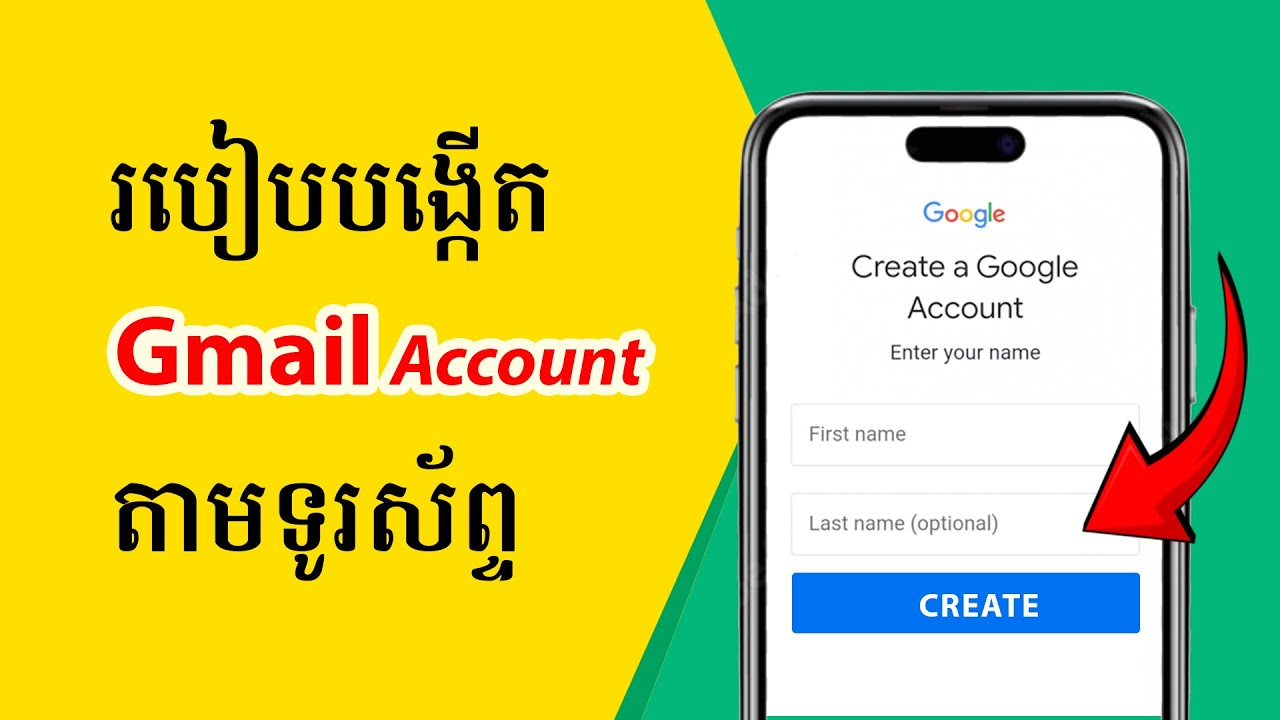 របៀបបង្កើត
Gmail Account
តាមទូរស័ព្ទ
Google
Create a Google
Account
Enter your name
First name
Last name (optional)
CREATE